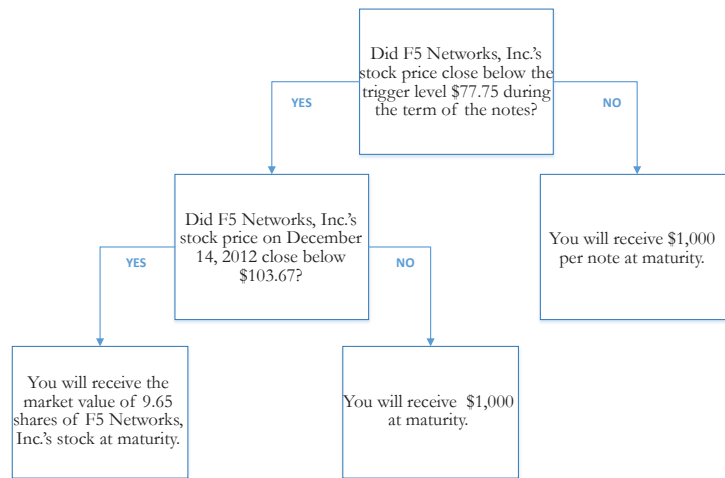 Did F5 Networks, Inc.'s
stock price close below the
trigger level $77.75 during
the term of the notes?
YES
NO
Did F5 Networks, Inc.'s
stock price on December
14, 2012 close below
$103.67?
You will receive $1,000
per note at maturity.
YES
NO
You will receive the
market value of 9.65
shares of F5 Networks,
Inc.'s stock at maturity.
You will receive $1,000
at maturity.